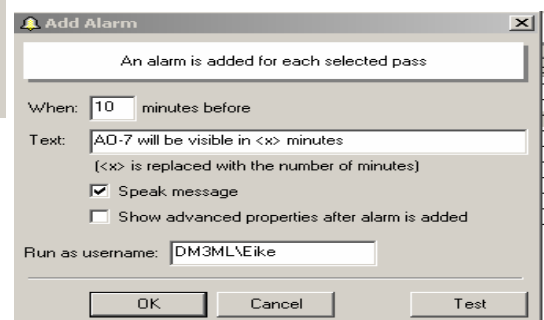 Add Alarm
An alarm is added for each selected pass
When: 10 minutes before
Text: AO-7 will be visible in <x> minutes
(<x> is replaced with the number of minutes)
Speak message
Show advanced properties after alarm is added
Run as username: DM3ML\Eike
OK Cancel Test